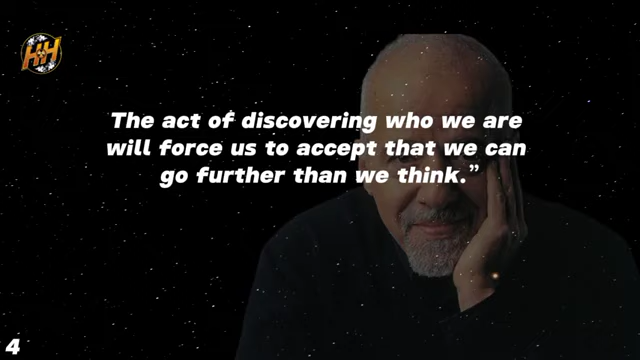 HH
The act of discovering who we are
will force us to accept that we can
go further than we think.”
4